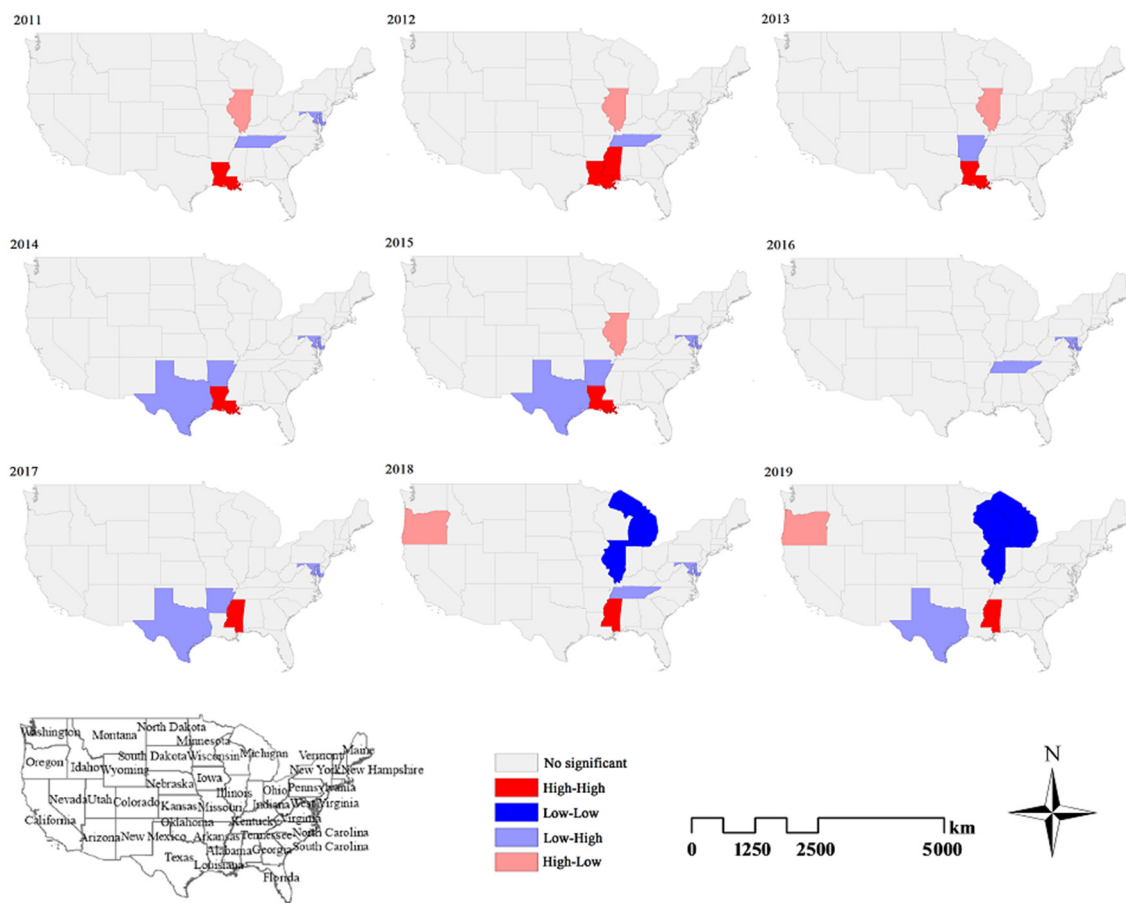 2011
2012
2013
2014
2015
2016
2017
2018
2019
Washington
Montana
North Dakota
Minnesota
Michigan
Vermont
Maine
Oregon
Idaho
Wyoming
South Dakota
Wisconsin
New York
New Hampshire
Nebraska
Iowa
Illinois
Ohio
Pennsylvania
Nevada
Utah
Colorado
Kansas
Missouri
Indiana
West Virginia
California
Oklahoma
Kentucky
Virginia
Arizona
New Mexico
Arkansas
Tennessee
North Carolina
Texas
Alabama
Georgia
South Carolina
Louisiana
Florida
No significant
High-High
Low-Low
Low-High
High-Low
0 1250 2500 5000 km
N